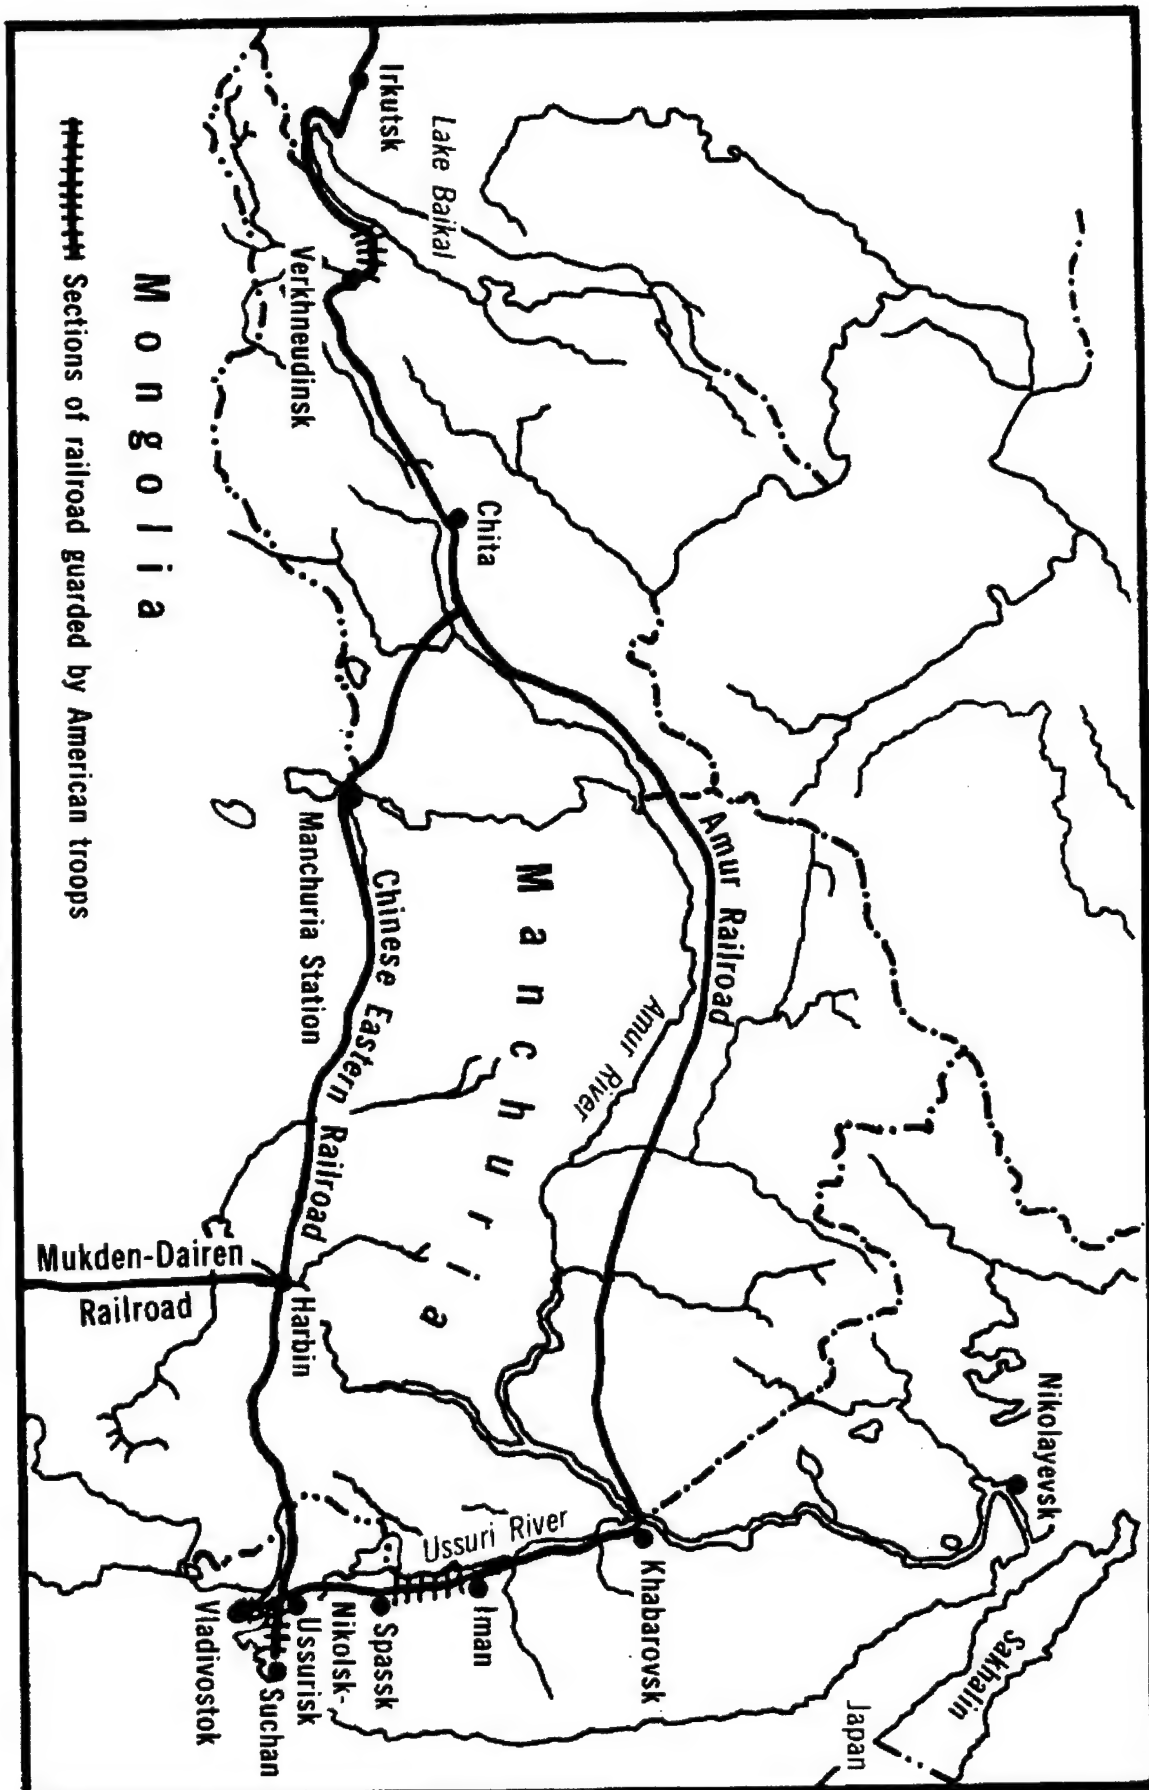 Irkutsk
Lake Baikal
Verkhneudinsk
Mongolia
Chita
Manchuria Station
Chinese Eastern Railroad
Manchuria
Amur Railroad
Amur River
Mukden-Dairen
Railroad
Harbin
Nikolayevsk
Sakhalin
Japan
Khabarovsk
Ussuri River
Iman
Spassk
Nikolsk-
Ussurisk
Suchan
Vladivostok
Sections of railroad guarded by American troops